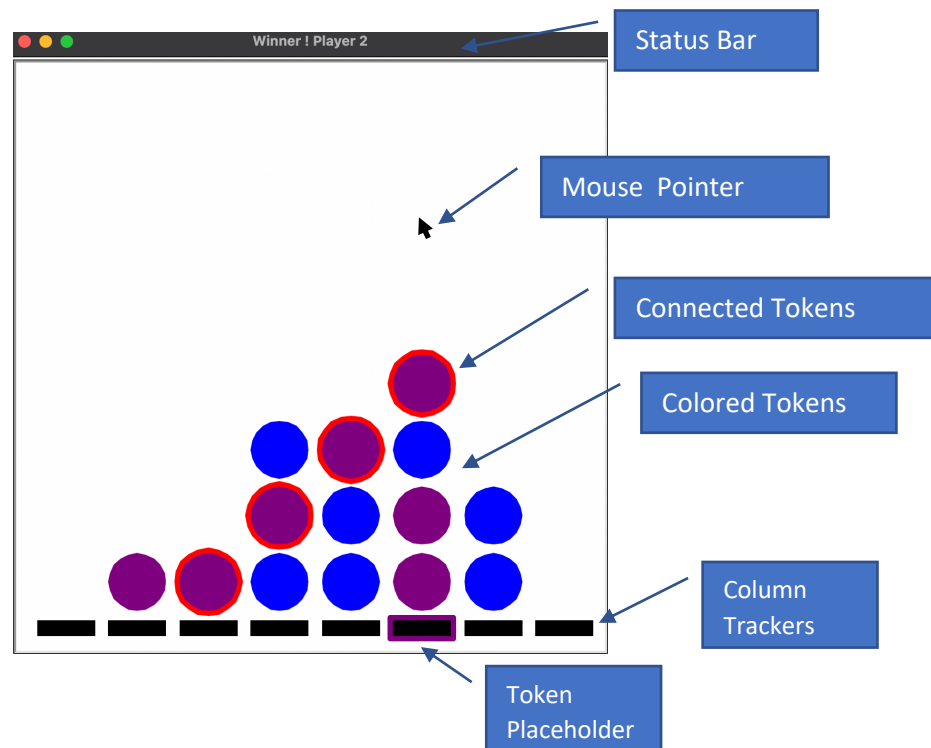 Winner ! Player 2
Status Bar
Mouse Pointer
Connected Tokens
Colored Tokens
Column
Trackers
Token
Placeholder